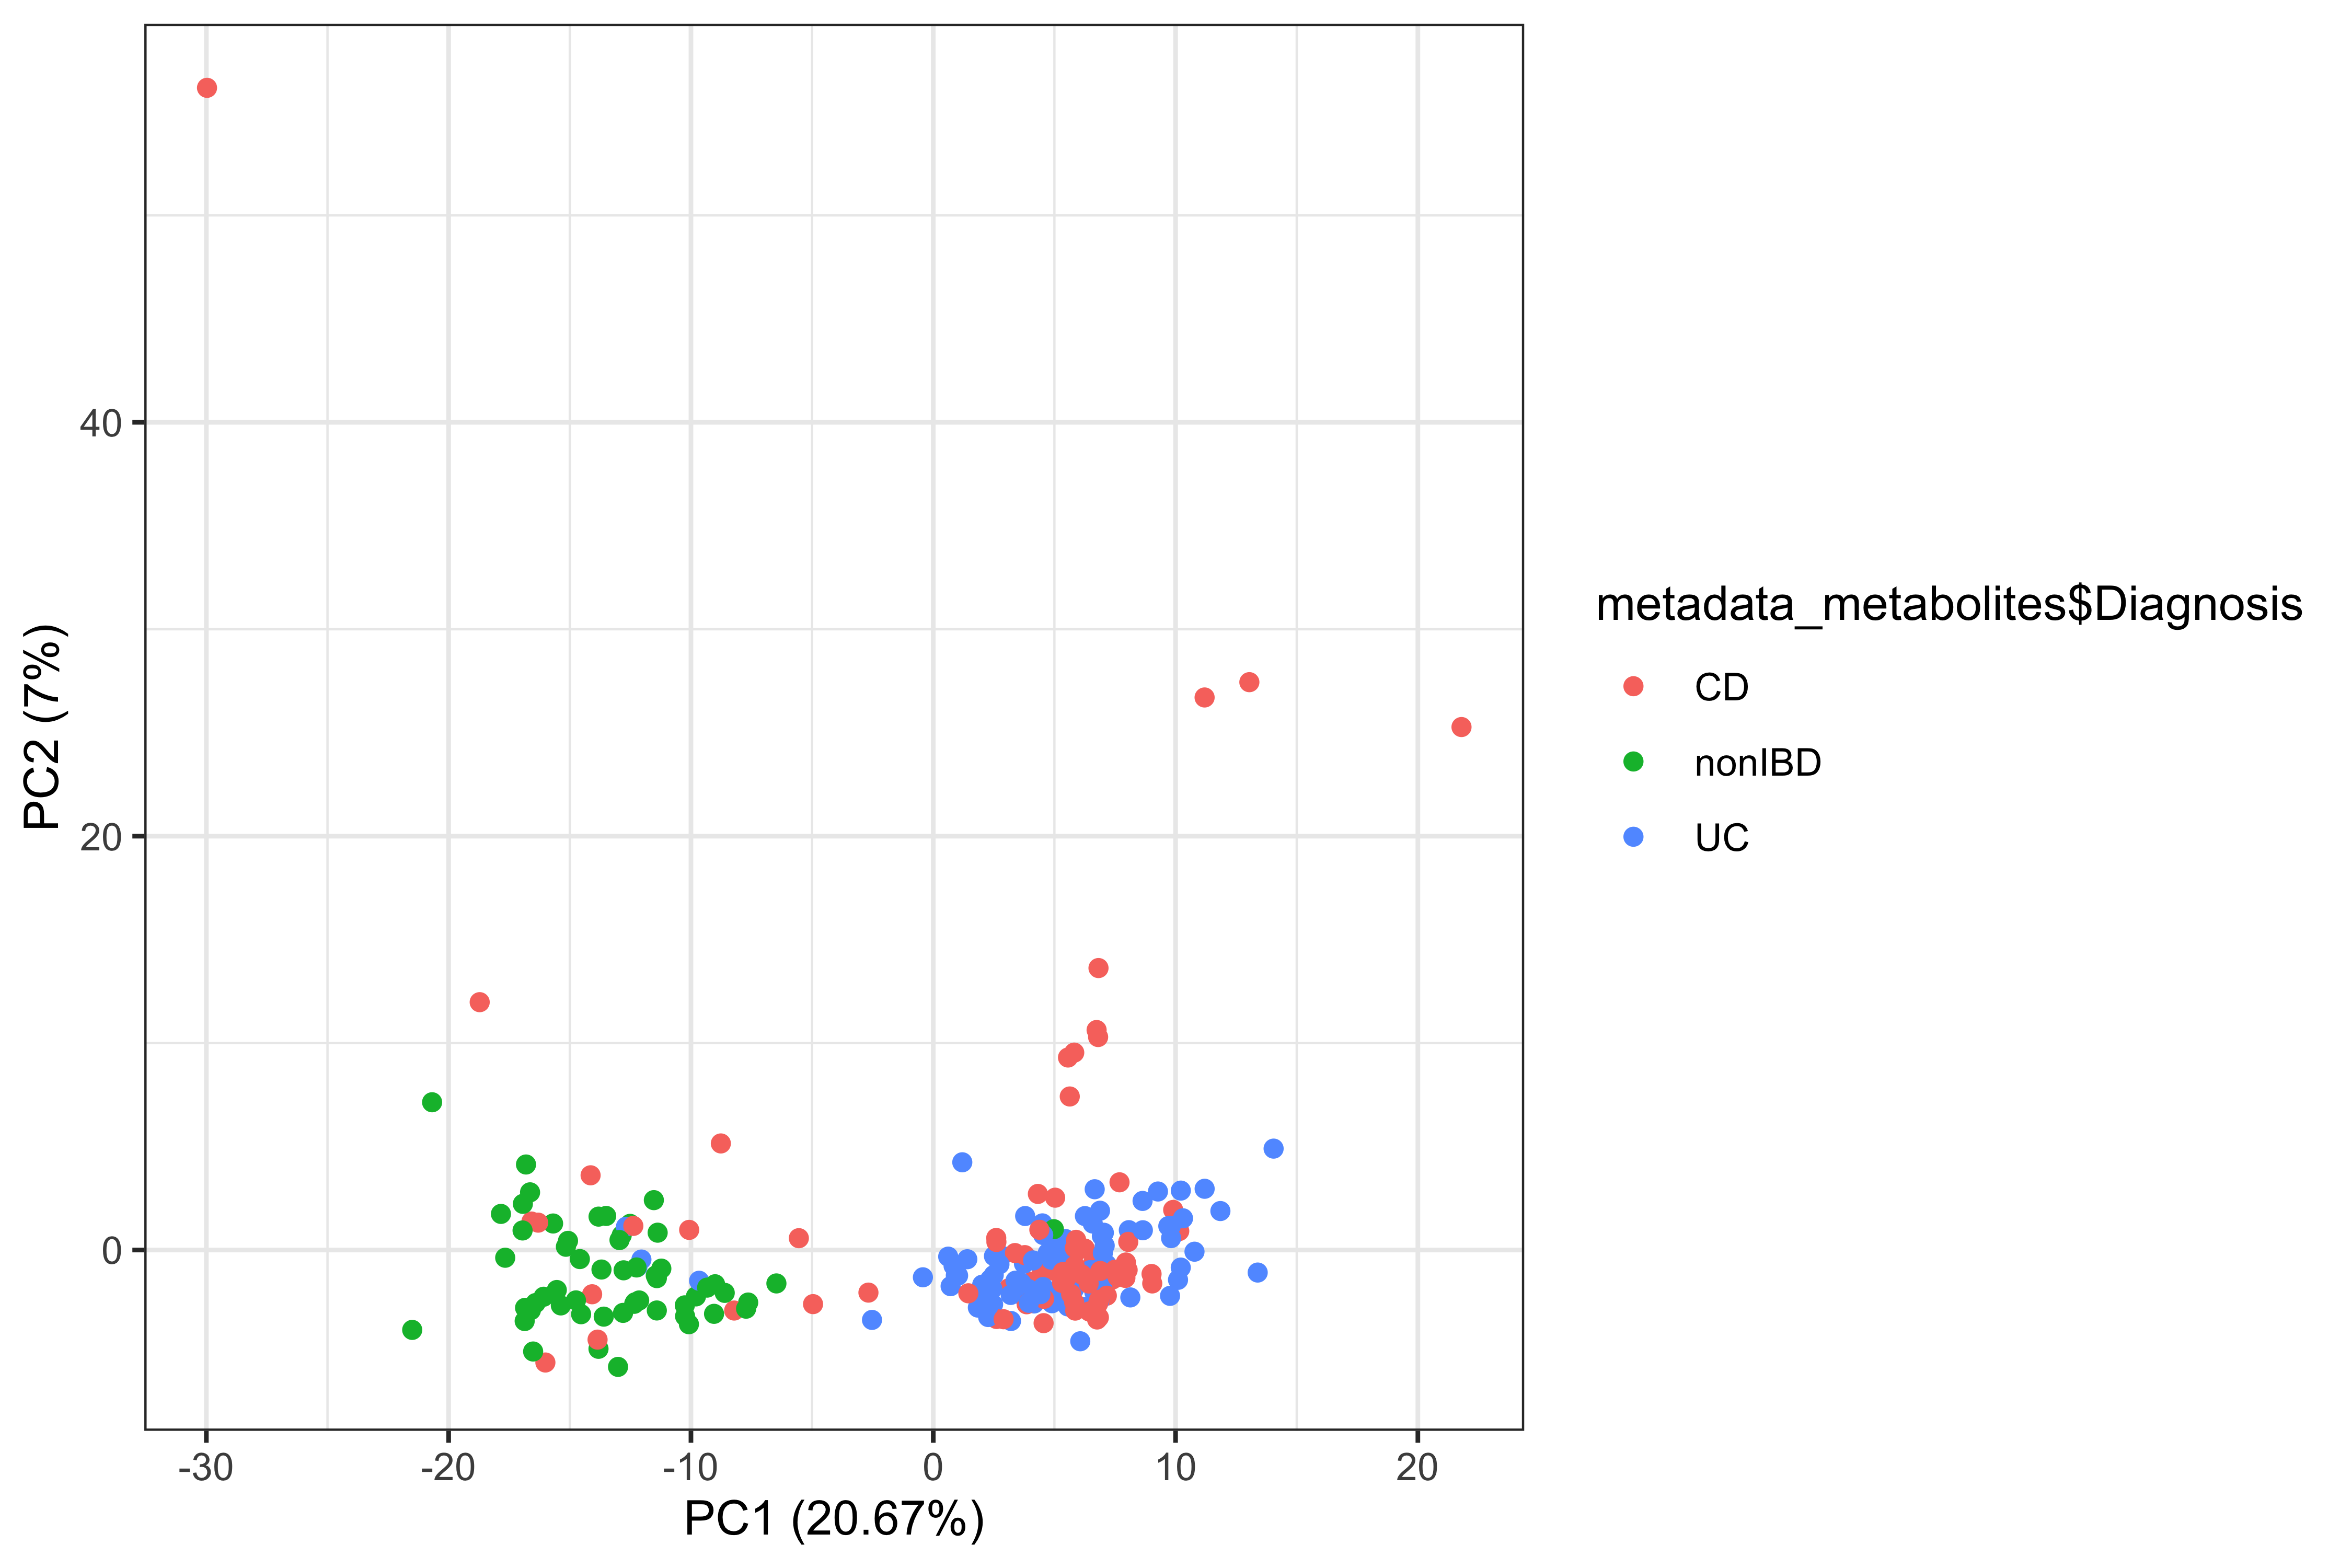 40
20
0
PC2 (7%)
-30 -20 -10 0 10 20
PC1 (20.67%)
metadata_metabolites$Diagnosis
CD
nonIBD
UC